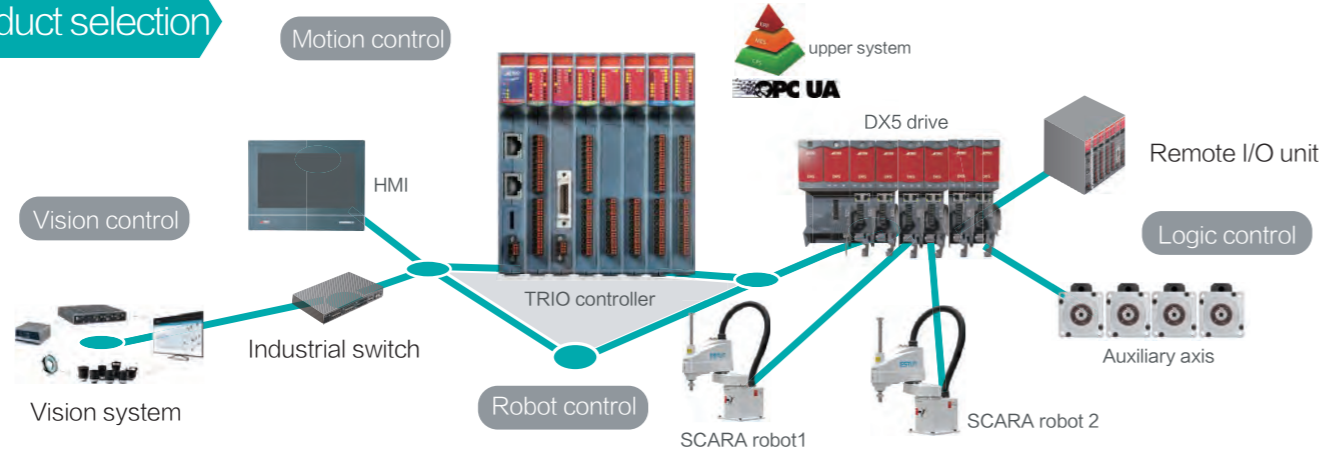 duct selection
Motion control
upper system
OPC UA
DX5 drive
Remote I/O unit
HMI
Vision control
Logic control
TRIO controller
Industrial switch
Auxiliary axis
Vision system
Robot control
SCARA robot 2
SCARA robot1